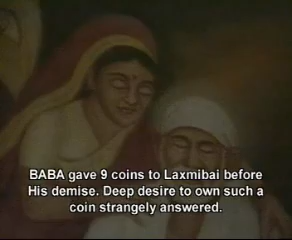 BABA gave 9 coins to Laxmibai before
His demise. Deep desire to own such a
coin strangely answered.